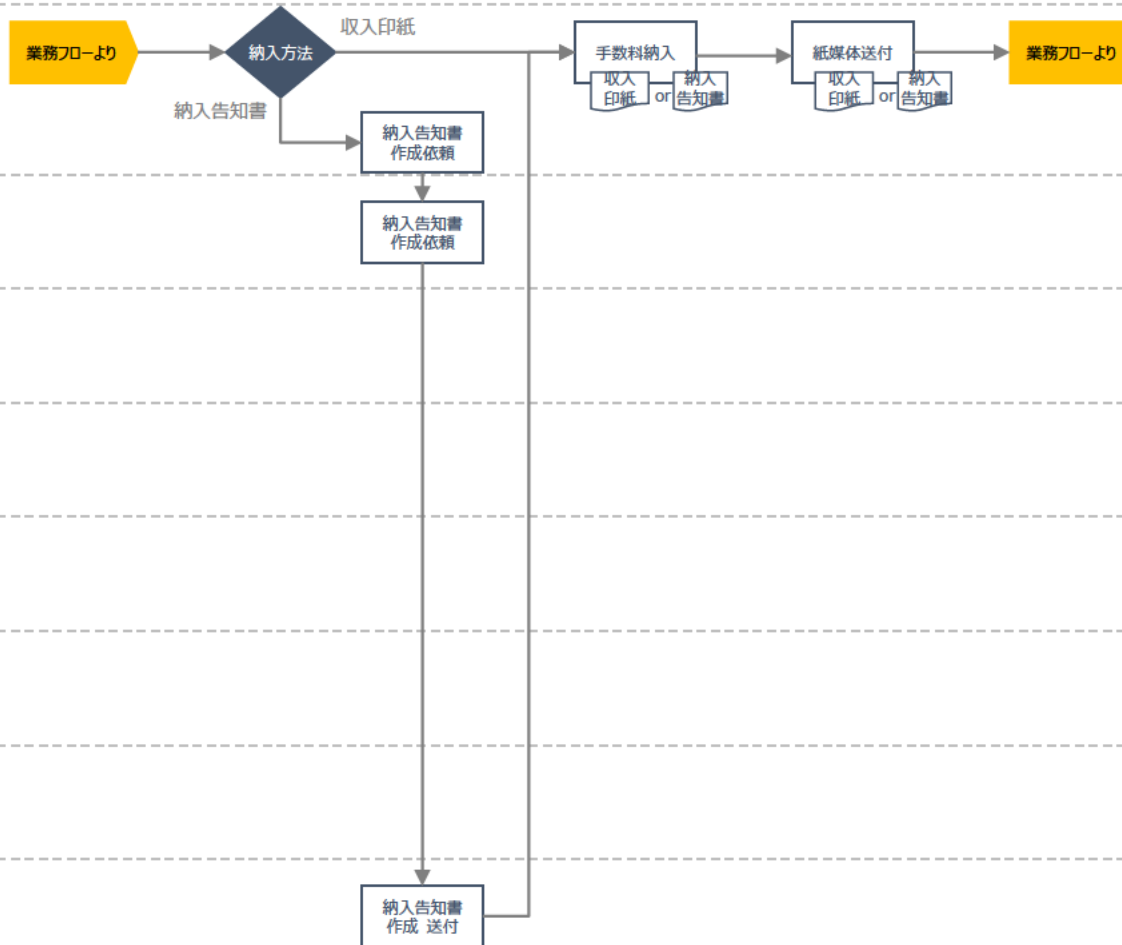 業務フローより
納入方法
収入印紙
納入告知書
手数料納入
収入
印紙
or
納入
告知書
紙媒体送付
収入
印紙
or
納入
告知書
業務フローより
納入告知書
作成依頼
納入告知書
作成依頼
納入告知書
作成 送付